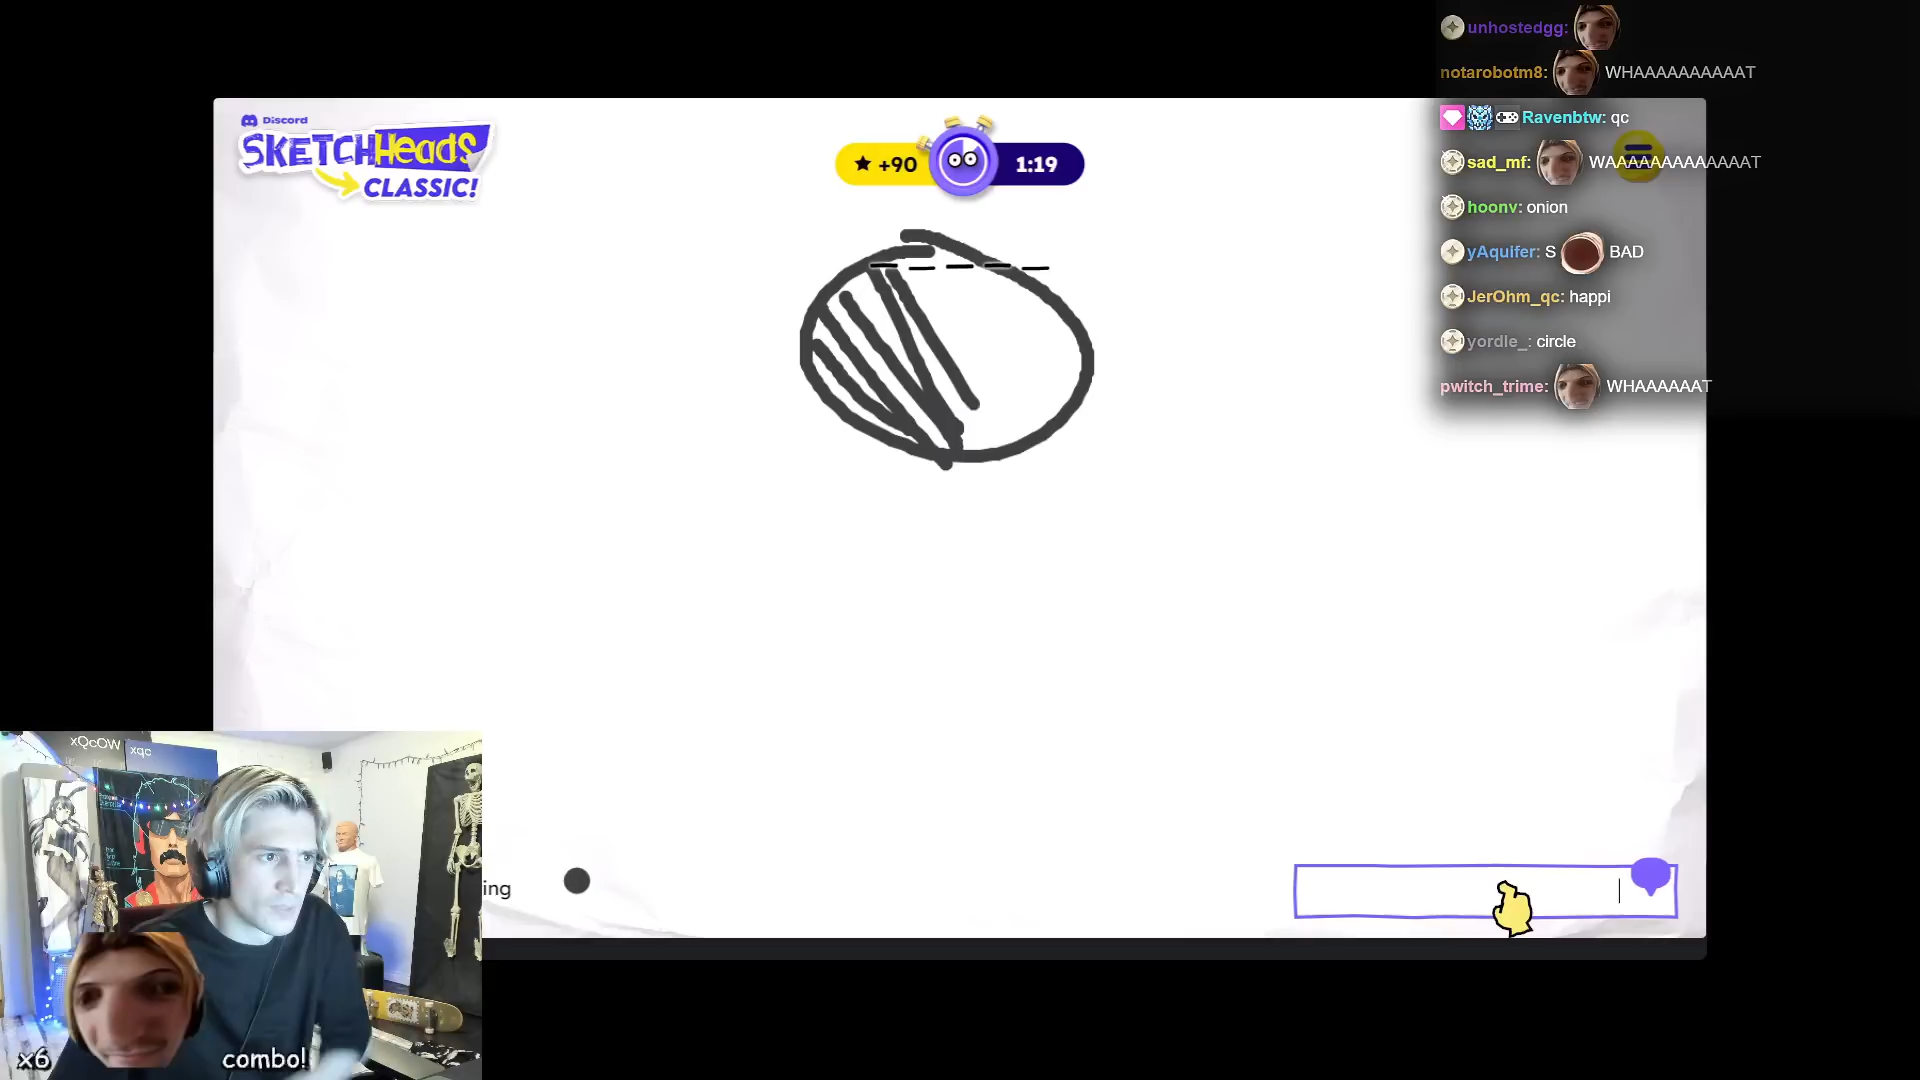 unhostedgg:
notarobotm8: WHAAAAAAAAAAT
Ravenbtw: qc
sad_mf: WAAAAAAAAAAAAAT
hoonv: onion
yAquifer: S BAD
JerOhm_qc: happi
yordle_: circle
pwitch_trime: WHAAAAAAT
Discord
SKETCHHeadS
CLASSIC!
+90
1:19
xQcOW
xqc
ing
x6 combo!